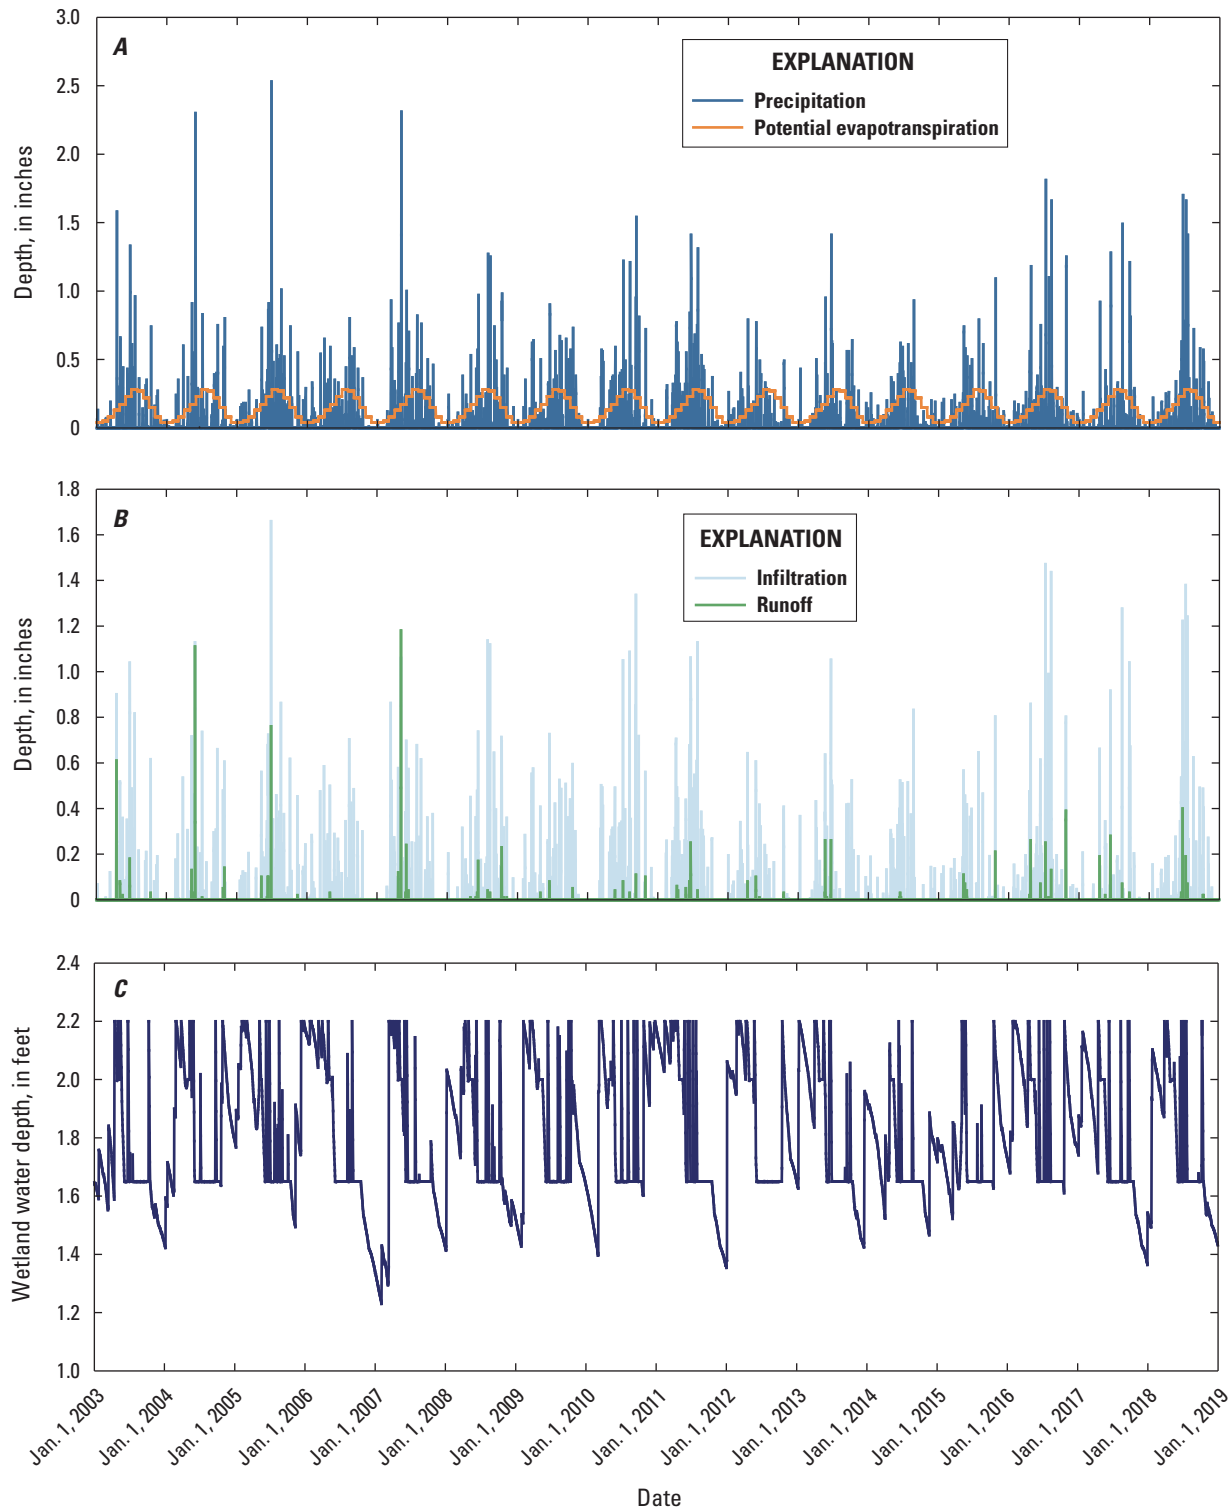 3.0
A
EXPLANATION
Precipitation
Potential evapotranspiration
2.5
2.0
1.5
1.0
0.5
0
Depth, in inches
1.8
B
EXPLANATION
Infiltration
Runoff
1.6
1.4
1.2
1.0
0.8
0.6
0.4
0.2
0
Depth, in inches
2.4
C
2.2
2.0
1.8
1.6
1.4
1.2
1.0
Wetland water depth, in feet
Jan. 1, 2003
Jan. 1, 2004
Jan. 1, 2005
Jan. 1, 2006
Jan. 1, 2007
Jan. 1, 2008
Jan. 1, 2009
Jan. 1, 2010
Jan. 1, 2011
Jan. 1, 2012
Jan. 1, 2013
Jan. 1, 2014
Jan. 1, 2015
Jan. 1, 2016
Jan. 1, 2017
Jan. 1, 2018
Jan. 1, 2019
Date